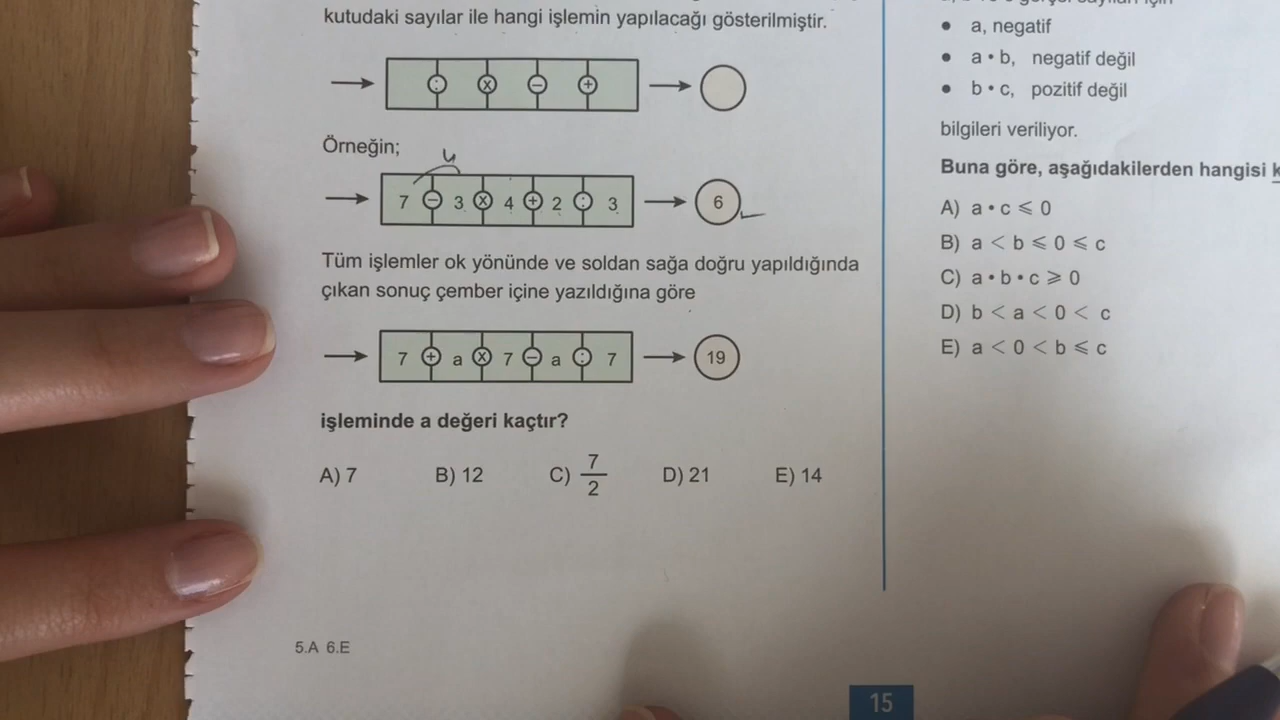 kutudaki sayılar ile hangi işlemin yapılacağı gösterilmiştir.
: x − +
Örneğin;
4
7 − 3 x 4 + 2 : 3 6
Tüm işlemler ok yönünde ve soldan sağa doğru yapıldığında
çıkan sonuç çember içine yazıldığına göre
7 + a x 7 − a : 7 19
işleminde a değeri kaçtır?
A) 7 B) 12 C) 7/2 D) 21 E) 14
5.A 6.E
15
• a, negatif
• a • b, negatif değil
• b • c, pozitif değil
bilgileri veriliyor.
Buna göre, aşağıdakilerden hangisi
A) a • c ⩽ 0
B) a < b ⩽ 0 ⩽ c
C) a • b • c ⩾ 0
D) b < a < 0 < c
E) a < 0 < b ⩽ c